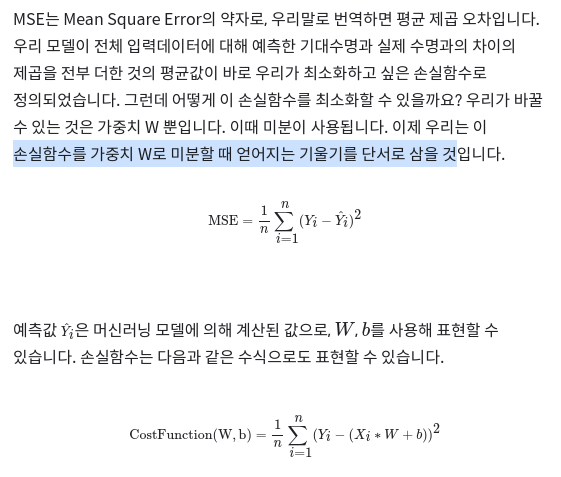 MSE는 Mean Square Error의 약자로, 우리말로 번역하면 평균 제곱 오차입니다.
우리 모델이 전체 입력데이터에 대해 예측한 기대수명과 실제 수명과의 차이의
제곱을 전부 더한 것의 평균값이 바로 우리가 최소화하고 싶은 손실함수로
정의되었습니다. 그런데 어떻게 이 손실함수를 최소화할 수 있을까요? 우리가 바꿀
수 있는 것은 가중치 W 뿐입니다. 이때 미분이 사용됩니다. 이제 우리는 이
손실함수를 가중치 W로 미분할 때 얻어지는 기울기를 단서로 삼을 것입니다.
MSE = \frac{1}{n} \sum_{i=1}^{n} (Y_i − \hat{Y}_i)^2
예측값 \hat{Y}_i은 머신러닝 모델에 의해 계산된 값으로, W, b를 사용해 표현할 수
있습니다. 손실함수는 다음과 같은 수식으로도 표현할 수 있습니다.
CostFunction(W, b) = \frac{1}{n} \sum_{i=1}^{n} (Y_i − (X_i ∗ W + b))^2